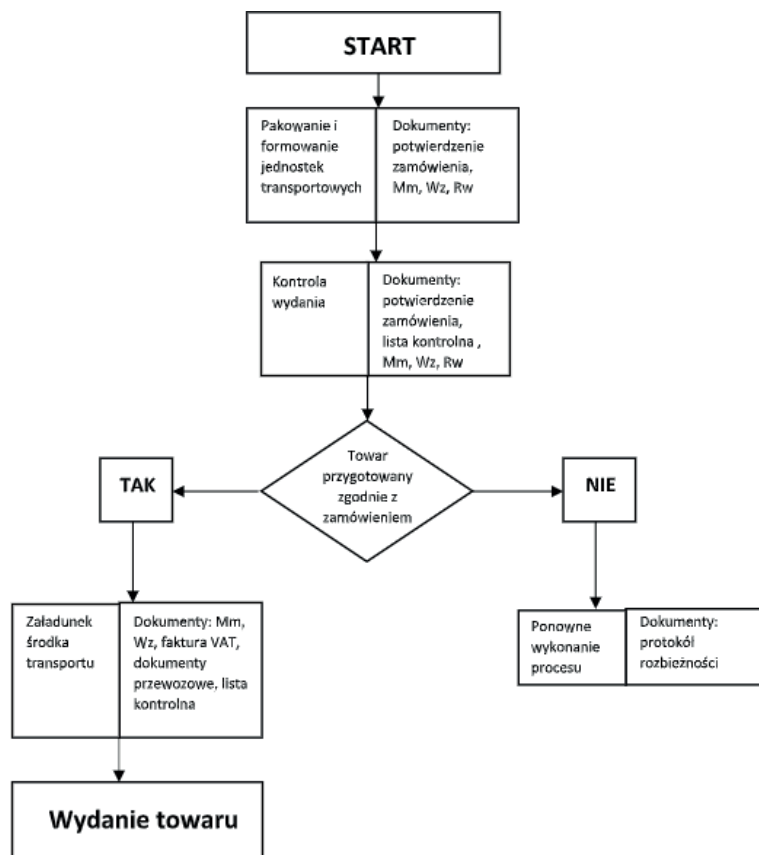 START
Pakowanie i
formowanie
jednostek
transportowych
Dokumenty:
potwierdzenie
zamówienia,
Mm, Wz, Rw
Kontrola
wydania
Dokumenty:
potwierdzenie
zamówienia,
lista kontrolna ,
Mm, Wz, Rw
Towar
przygotowany
zgodnie z
zamówieniem
TAK
NIE
Załadunek
środka
transportu
Dokumenty: Mm,
Wz, faktura VAT,
dokumenty
przewozowe, lista
kontrolna
Ponowne
wykonanie
procesu
Dokumenty:
protokół
rozbieżności
Wydanie towaru